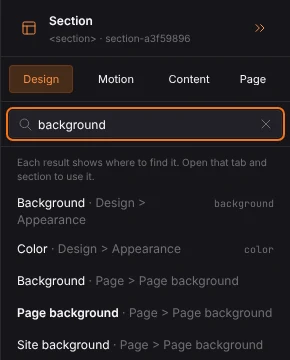 Section
<section> · section-a3f59896
Design Motion Content Page
background
Each result shows where to find it. Open that tab and
section to use it.
Background · Design > background
Appearance
Color · Design > Appearance color
Background · Page > Page background
Page background · Page > Page background
Site background · Page > Page background